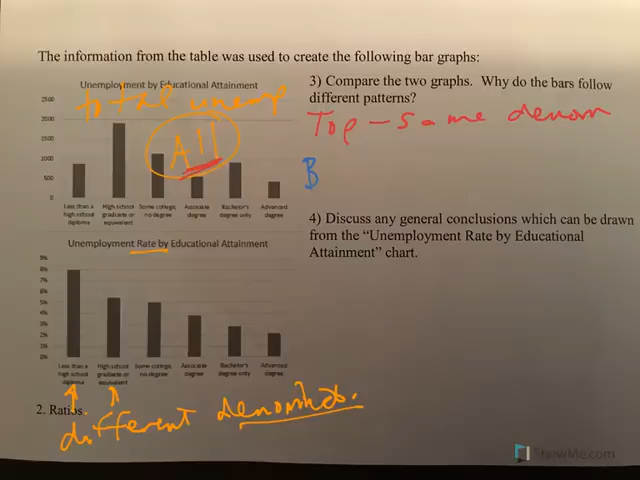 The information from the table was used to create the following bar graphs:
Unemployment by Educational Attainment
total unemp
2500
2000
1500
1000
500
0
All
Less than a high school diploma
High school graduate or equivalent
Some college, no degree
Associate degree
Bachelor's degree only
Advanced degree
Unemployment Rate by Educational Attainment
9%
8%
7%
6%
5%
4%
3%
2%
1%
0%
Less than a high school diploma
High school graduate or equivalent
Some college, no degree
Associate degree
Bachelor's degree only
Advanced degree
2. Ratios.
different
3) Compare the two graphs. Why do the bars follow
different patterns?
Top - same denom
B
4) Discuss any general conclusions which can be drawn
from the “Unemployment Rate by Educational
Attainment” chart.
ShowMe.com